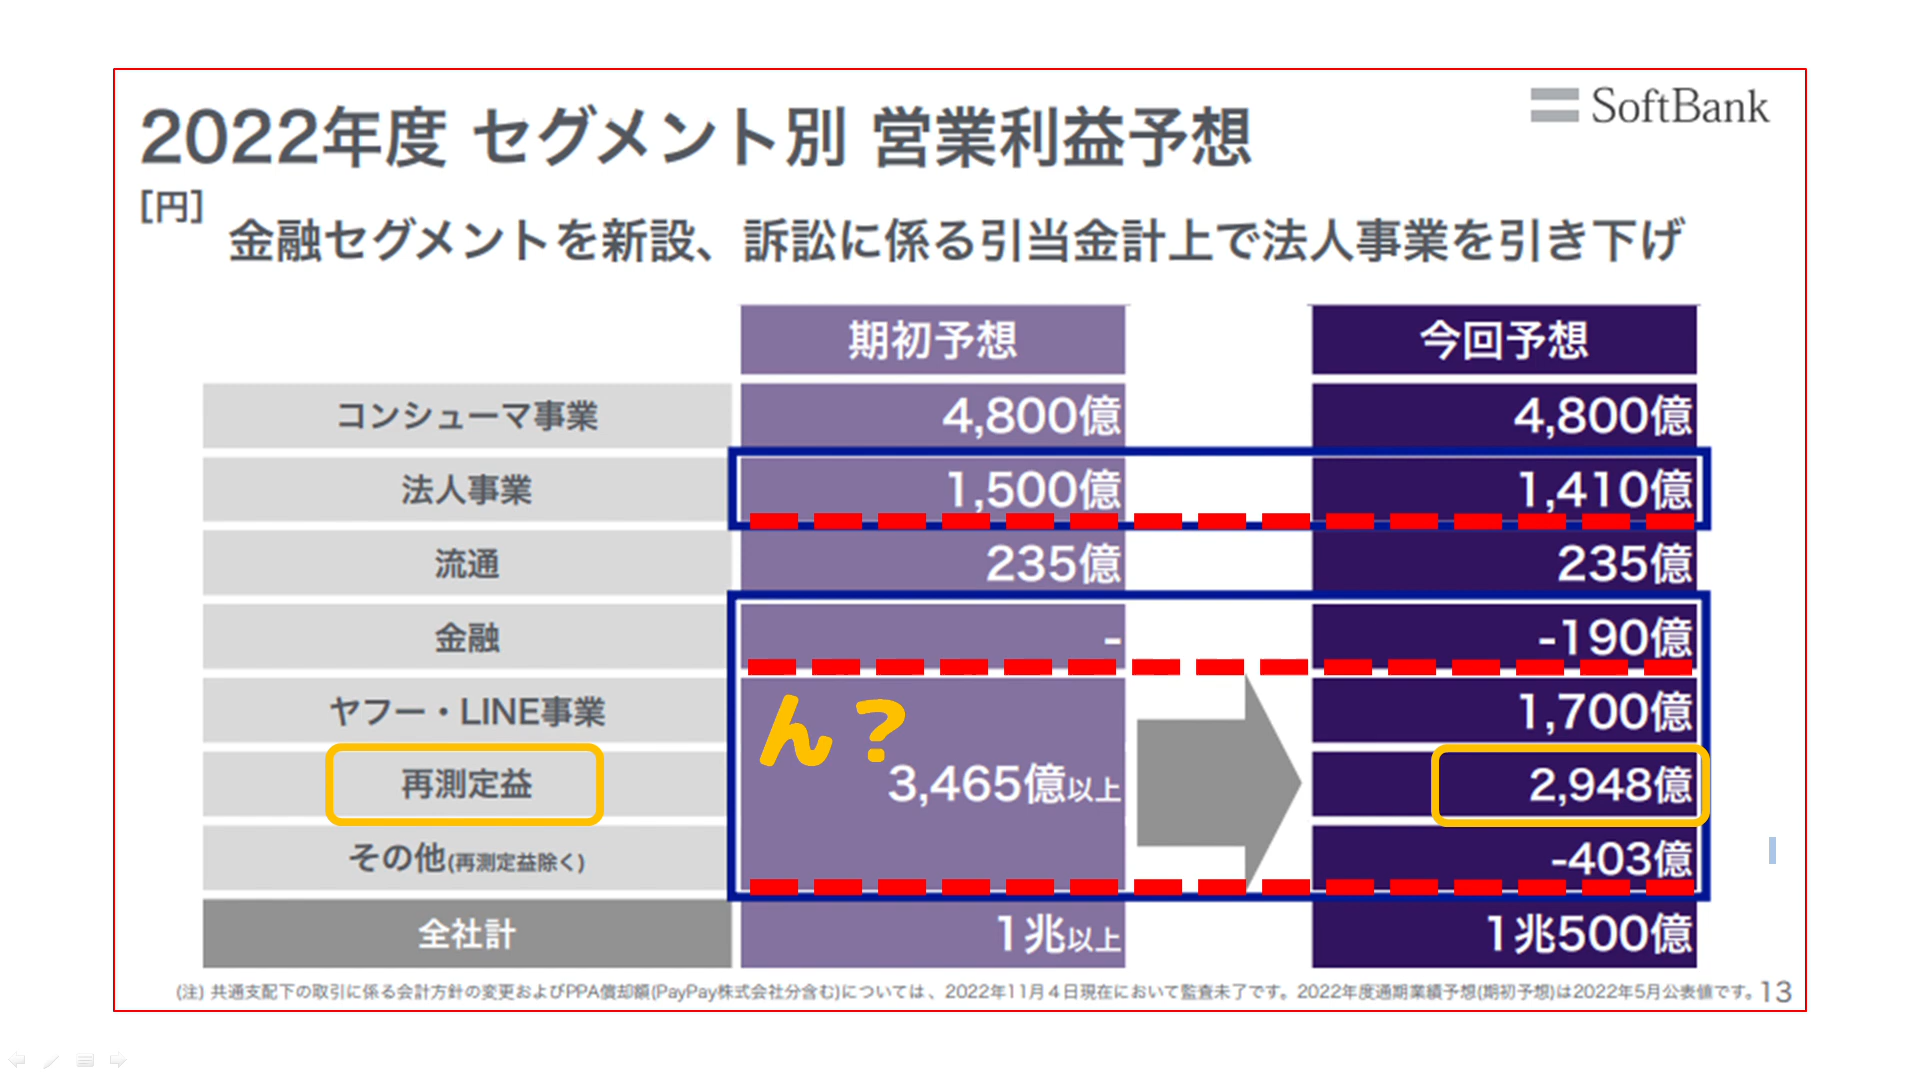 2022年度 セグメント別 営業利益予想
SoftBank
[円]
金融セグメントを新設、訴訟に係る引当金計上で法人事業を引き下げ
期初予想 今回予想
コンシューマ事業 4,800億 4,800億
法人事業 1,500億 1,410億
流通 235億 235億
金融 - -190億
ヤフー・LINE事業 ん? 1,700億
再測定益 3,465億以上 2,948億
その他(再測定益除く) -403億
全社計 1兆以上 1兆500億
(注) 共通支配下の取引に係る会計方針の変更およびPPA償却額(PayPay株式会社分含む)については、2022年11月4日現在において監査未了です。2022年度通期業績予想(期初予想)は2022年5月公表値です。 13